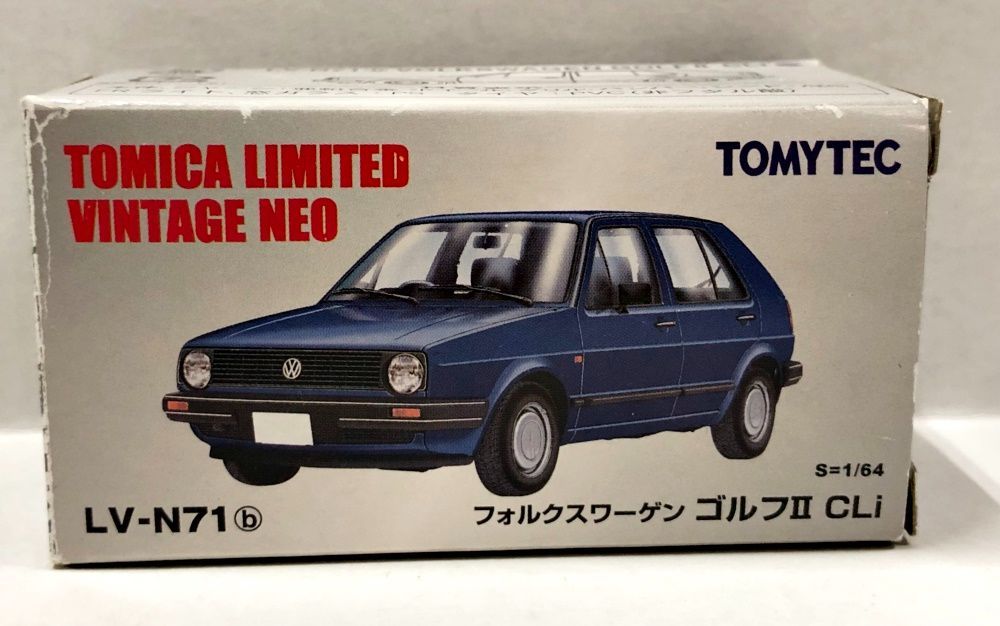 TOMICA LIMITED
VINTAGE NEO
TOMYTEC
S=1/64
LV-N71ⓑ
フォルクスワーゲン ゴルフII CLi